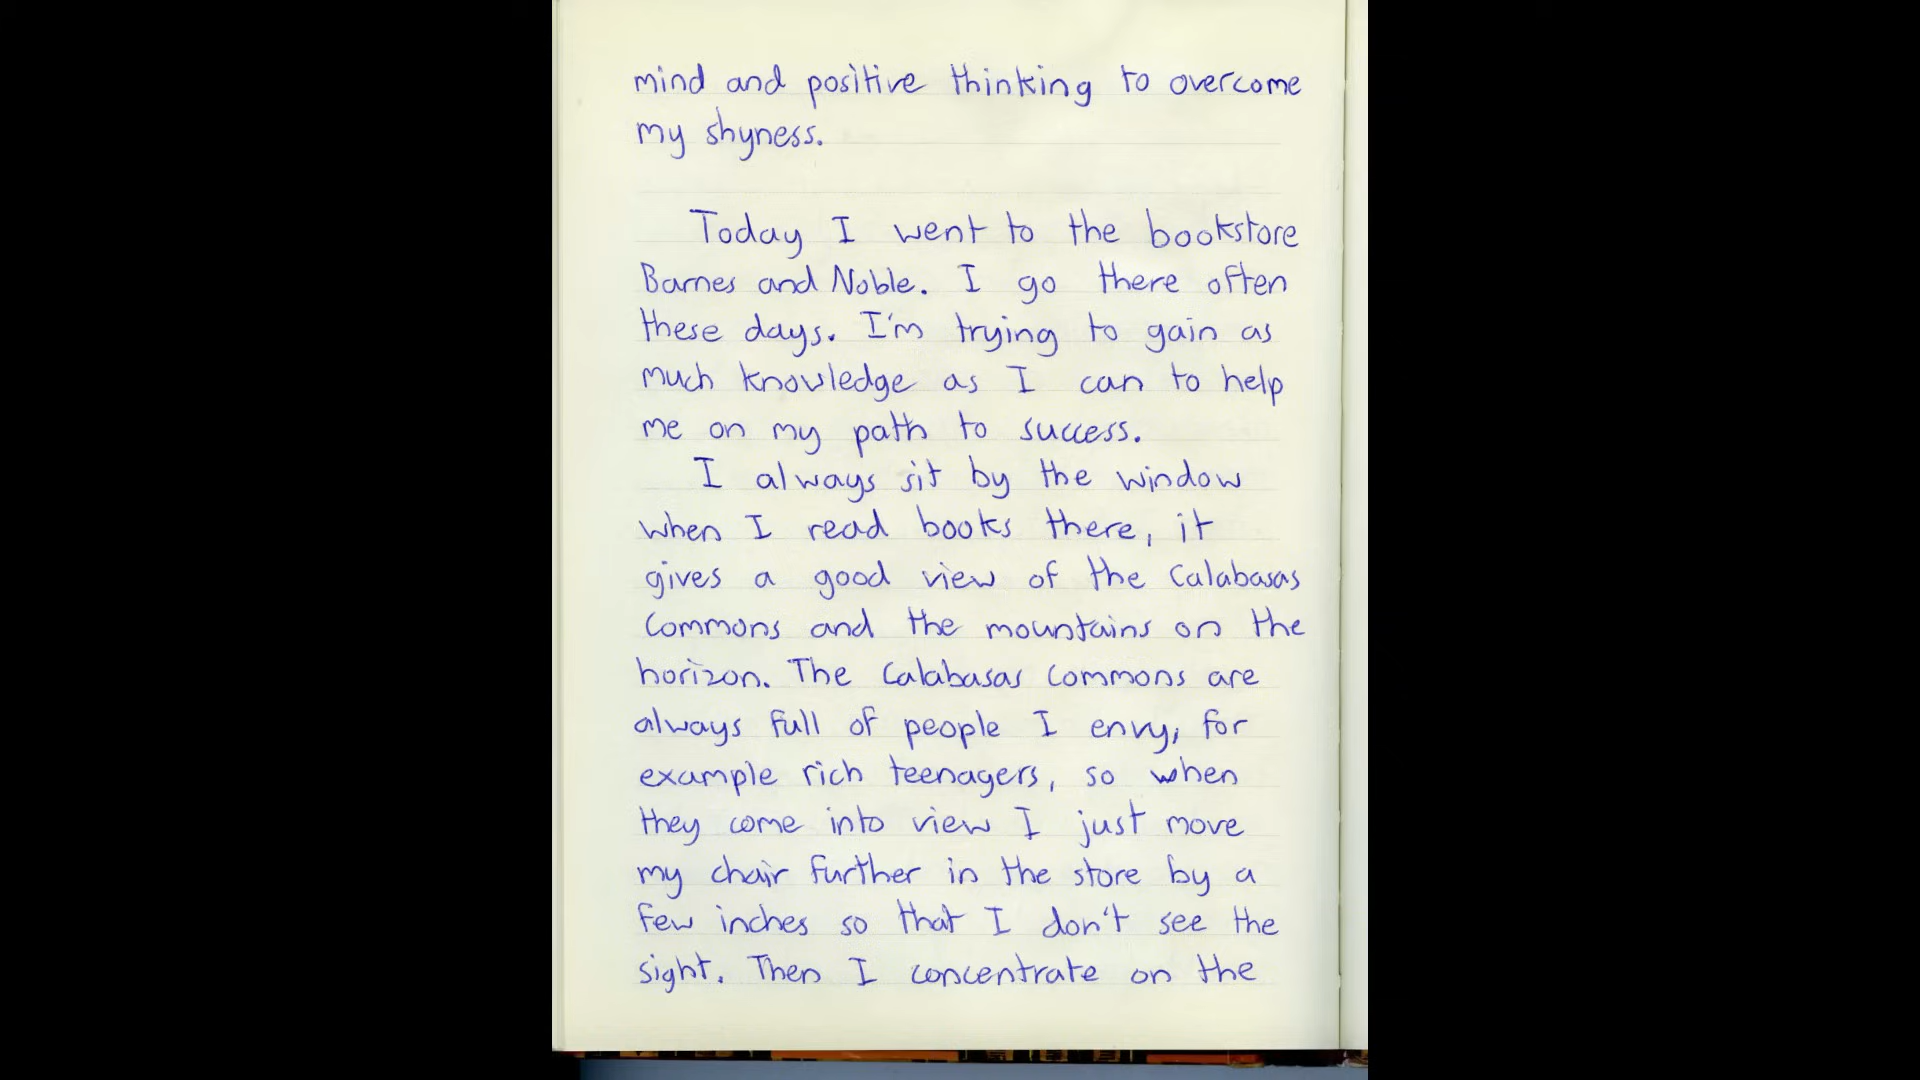 mind and positive thinking to overcome
my shyness.
Today I went to the bookstore
Barnes and Noble. I go there often
these days. I'm trying to gain as
much knowledge as I can to help
me on my path to success.
I always sit by the window
when I read books there, it
gives a good view of the Calabasas
Commons and the mountains on the
horizon. The Calabasas Commons are
always full of people I envy, for
example rich teenagers, so when
they come into view I just move
my chair further in the store by a
few inches so that I don't see the
sight. Then I concentrate on the